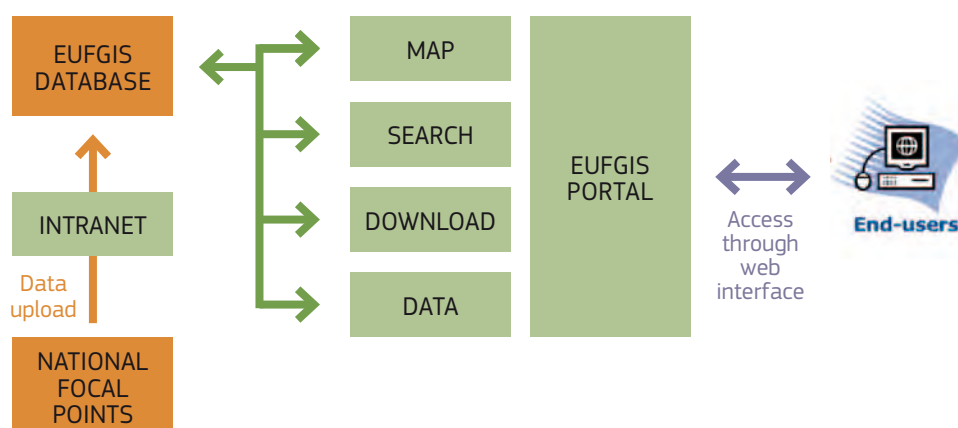 EUFGIS
DATABASE
INTRANET
Data
upload
NATIONAL
FOCAL
POINTS
MAP
SEARCH
DOWNLOAD
DATA
EUFGIS
PORTAL
Access
through
web
interface
End-users